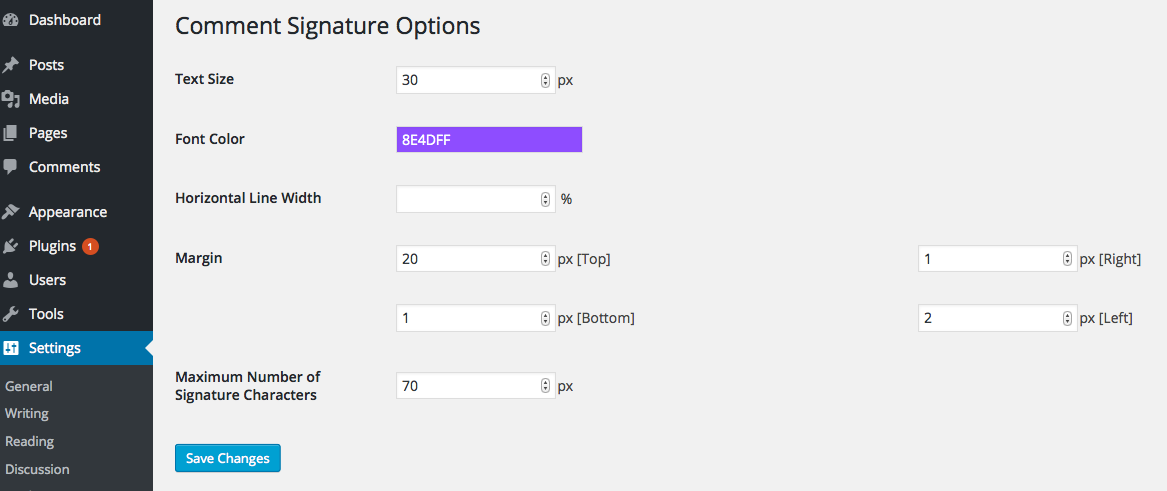 Dashboard
Posts
Media
Pages
Comments
Appearance
Plugins 1
Users
Tools
Settings
General
Writing
Reading
Discussion
Comment Signature Options
Text Size 30 px
Font Color 8E4DFF
Horizontal Line Width %
Margin 20 px [Top] 1 px [Right]
1 px [Bottom] 2 px [Left]
Maximum Number of
Signature Characters 70 px
Save Changes